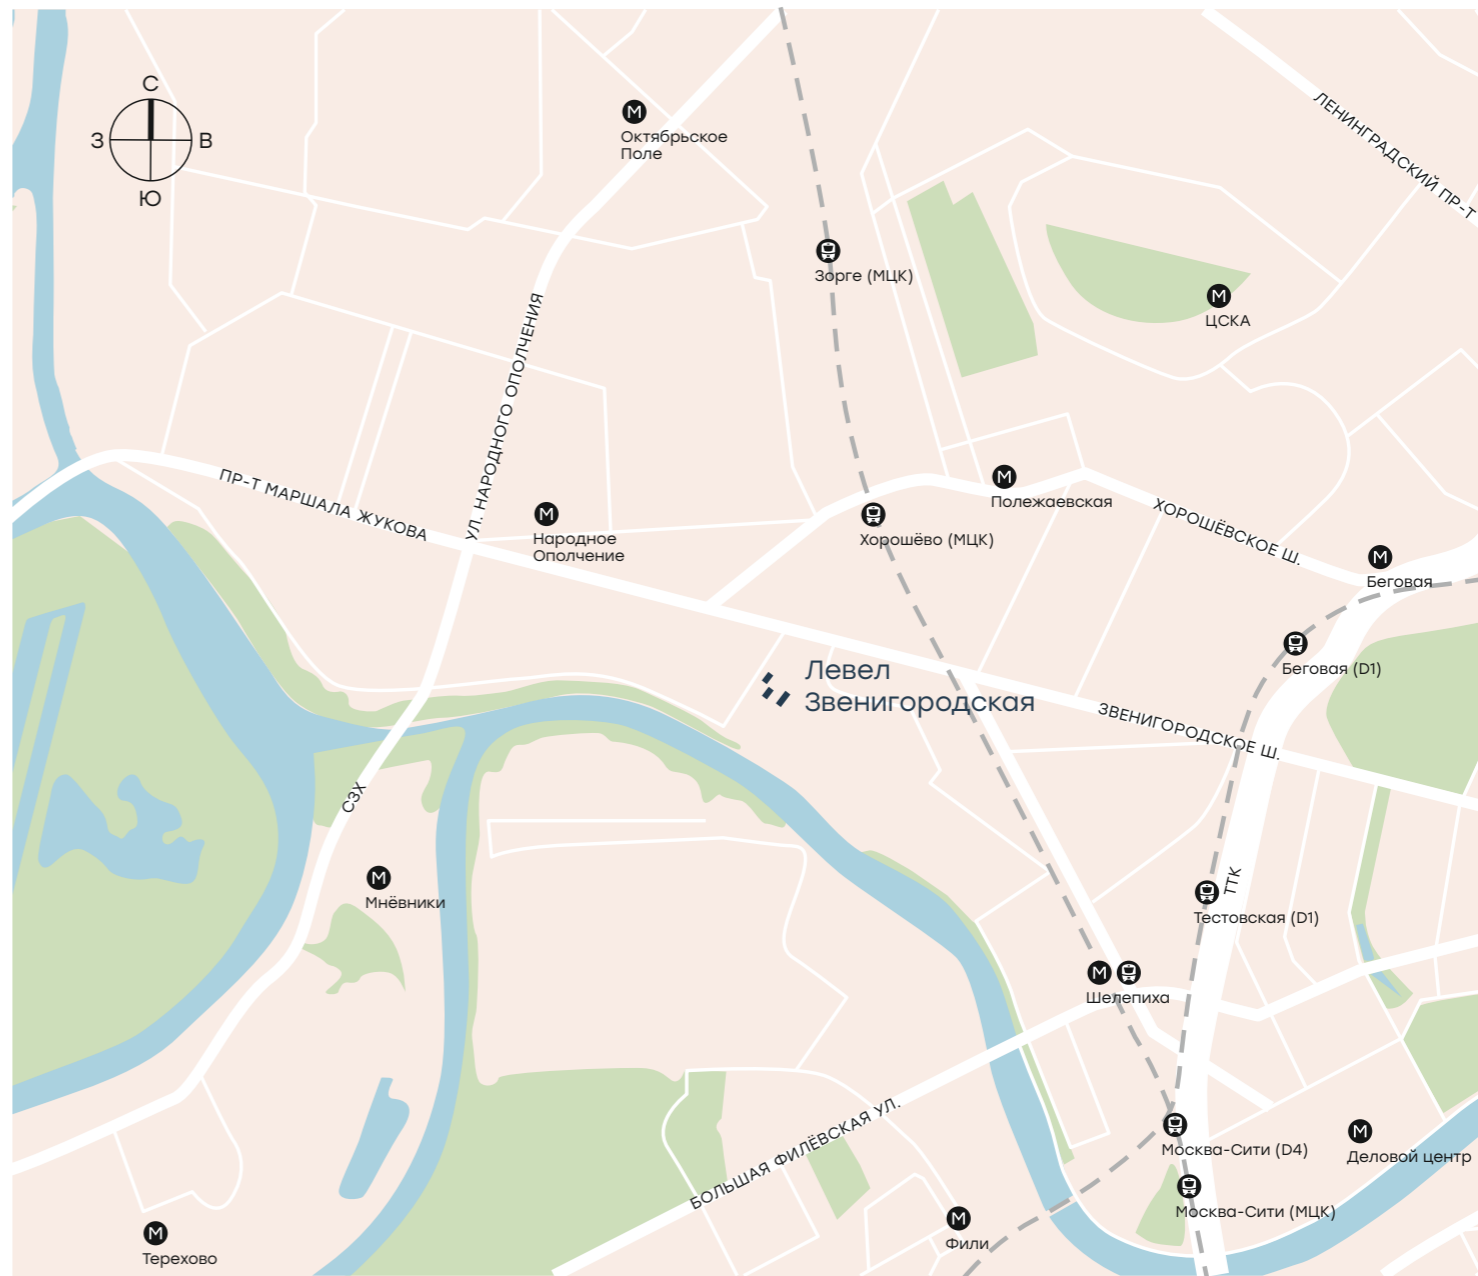 С
З
В
Ю
М
Октябрьское
Поле
ЛЕНИНГРАДСКИЙ ПР-Т
Зорге (МЦК)
М
ЦСКА
УЛ. НАРОДНОГО ОПОЛЧЕНИЯ
ПР-Т МАРШАЛА ЖУКОВА
М
Народное
Ополчение
М
Полежаевская
Хорошёво (МЦК)
ХОРОШЁВСКОЕ Ш.
М
Беговая
Беговая (D1)
Левел
Звенигородская
ЗВЕНИГОРОДСКОЕ Ш.
СЗХ
М
Мнёвники
ТТК
Тестовская (D1)
М
Шелепиха
БОЛЬШАЯ ФИЛЁВСКАЯ УЛ.
Москва-Сити (D4)
М
Деловой центр
Москва-Сити (МЦК)
М
Терехово
М
Фили